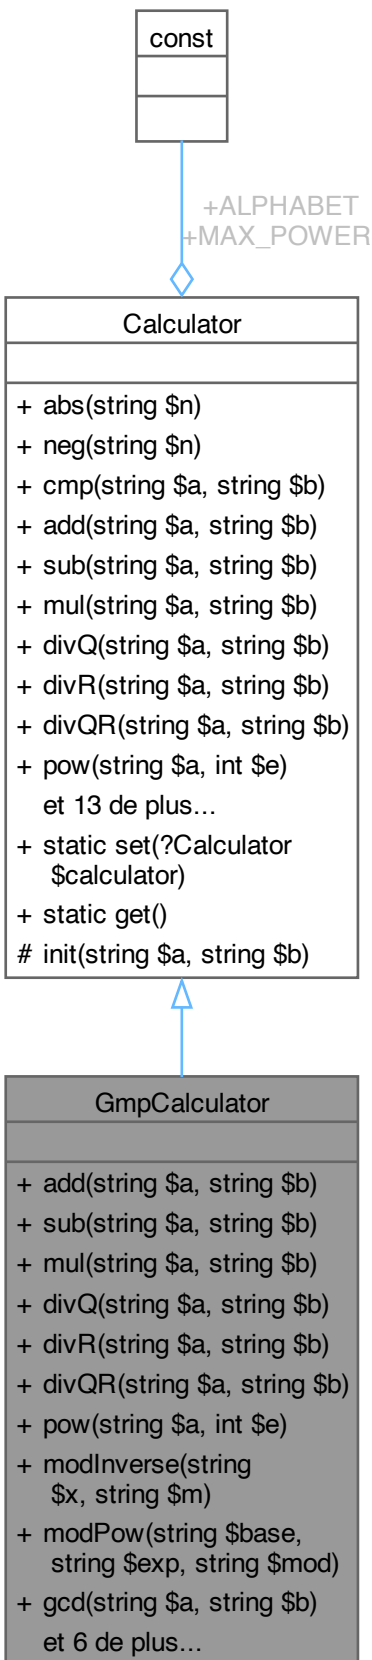 const
+ALPHABET
+MAX_POWER
Calculator
+ abs(string $n)
+ neg(string $n)
+ cmp(string $a, string $b)
+ add(string $a, string $b)
+ sub(string $a, string $b)
+ mul(string $a, string $b)
+ divQ(string $a, string $b)
+ divR(string $a, string $b)
+ divQR(string $a, string $b)
+ pow(string $a, int $e)
et 13 de plus...
+ static set(?Calculator
$calculator)
+ static get()
# init(string $a, string $b)
GmpCalculator
+ add(string $a, string $b)
+ sub(string $a, string $b)
+ mul(string $a, string $b)
+ divQ(string $a, string $b)
+ divR(string $a, string $b)
+ divQR(string $a, string $b)
+ pow(string $a, int $e)
+ modInverse(string
$x, string $m)
+ modPow(string $base,
string $exp, string $mod)
+ gcd(string $a, string $b)
et 6 de plus...